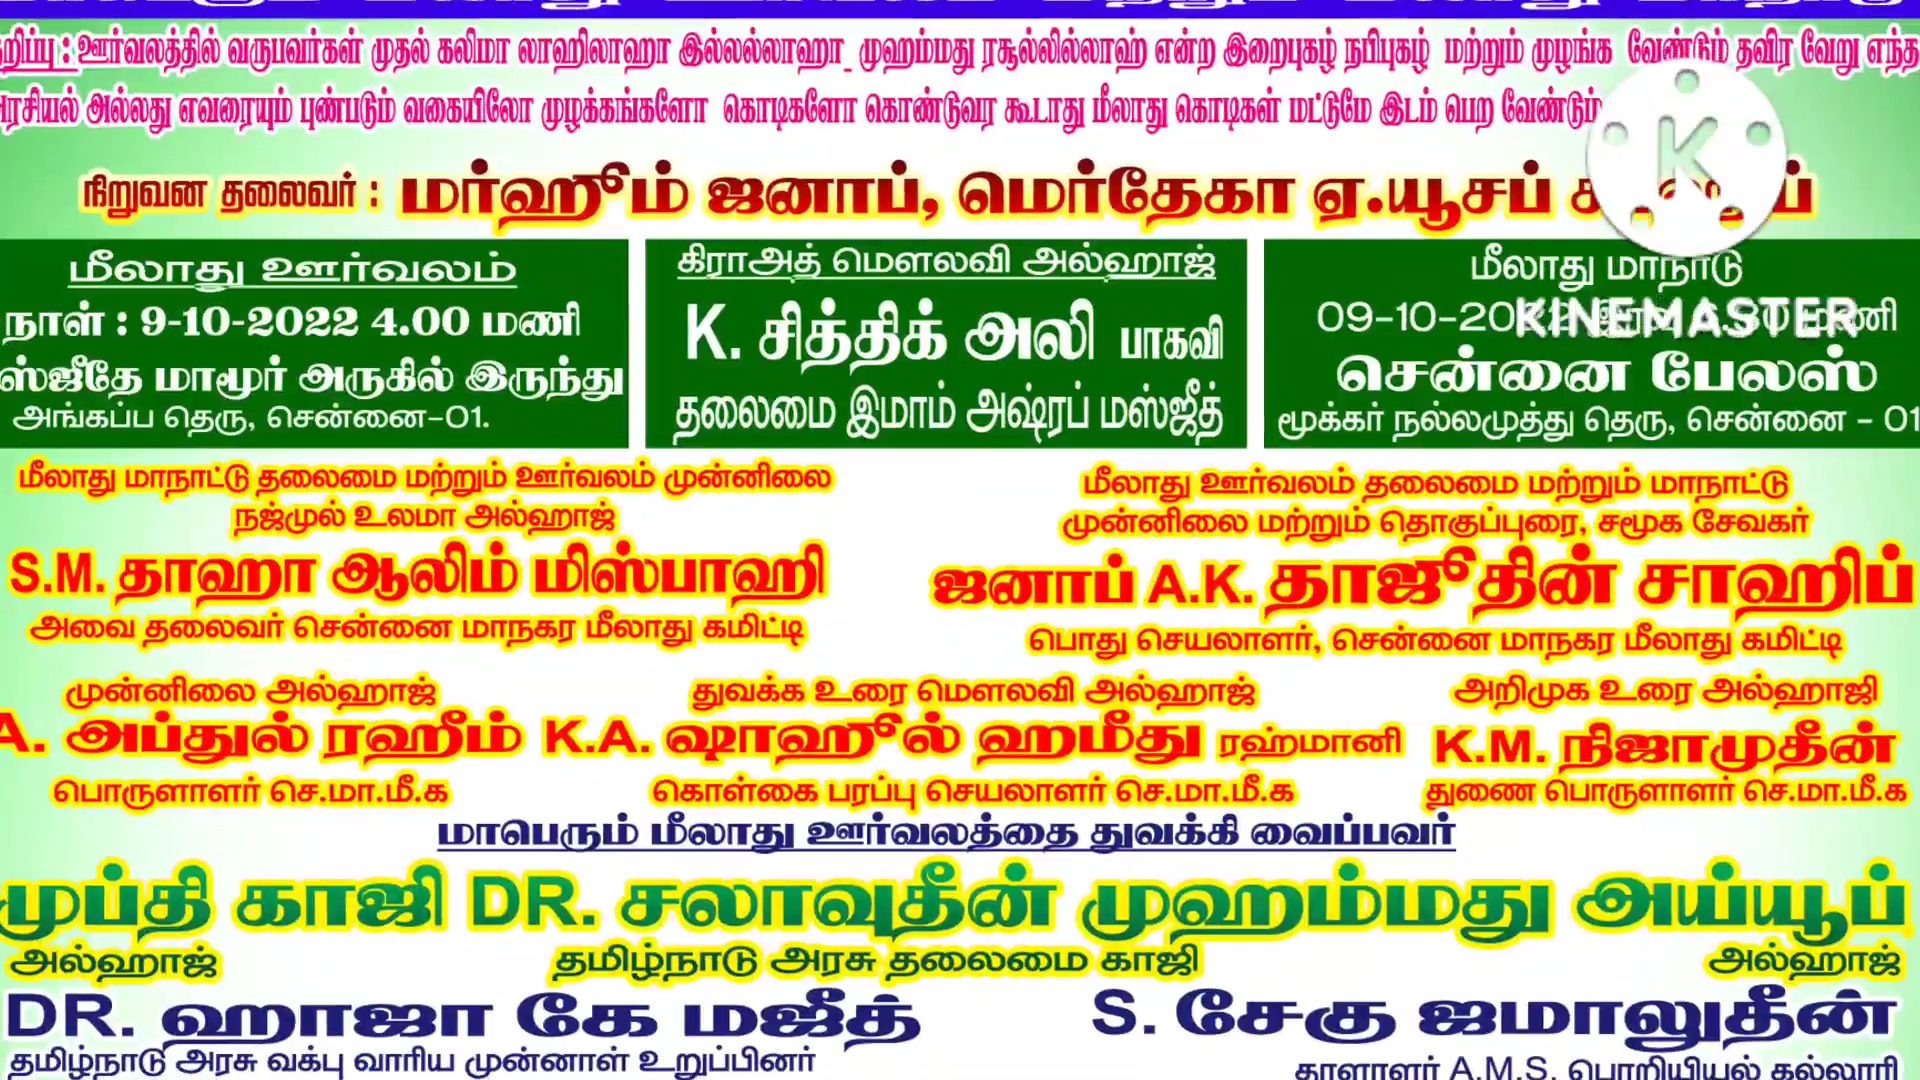 ஊர்வலத்தில் வருபவர்கள் முதல் கலிமா லாஹிலாஹா இல்லல்லாஹா முஹம்மது ரசூல்லில்லாஹ் என்ற இறைபுகழ் நபிபுகழ் மற்றும் முழங்க வேண்டும் தவிர வேறு எந்த
அல்லது எவரையும் புண்படும் வகையிலோ முழக்கங்களோ கொடிகளோ கொண்டுவர கூடாது மீலாது கொடிகள் மட்டுமே இடம் பெற வேண்டும்
நிறுவன தலைவர் : மர்ஹூம் ஜனாப், மெர்தேகா ஏ.யூசப்
மீலாது ஊர்வலம்
நாள் : 9-10-2022 4.00 மணி
ஸ்ஜீதே மாமூர் அருகில் இருந்து
அங்கப்ப தெரு, சென்னை-01.
கிராஅத் மௌலவி அல்ஹாஜ்
K. சித்திக் அலி பாகவி
தலைமை இமாம் அஷ்ரப் மஸ்ஜீத்
மீலாது மாநாடு
09-10-2022
KINEMASTER
சென்னை பேலஸ்
மூக்கர் நல்லமுத்து தெரு, சென்னை - 01
மீலாது மாநாட்டு தலைமை மற்றும் ஊர்வலம் முன்னிலை
நஜ்முல் உலமா அல்ஹாஜ்
S.M. தாஹா ஆலிம் மிஸ்பாஹி
அவை தலைவர் சென்னை மாநகர மீலாது கமிட்டி
மீலாது ஊர்வலம் தலைமை மற்றும் மாநாட்டு
முன்னிலை மற்றும் தொகுப்புரை, சமூக சேவகர்
ஜனாப் A.K. தாஜூதின் சாஹிப்
பொது செயலாளர், சென்னை மாநகர மீலாது கமிட்டி
முன்னிலை அல்ஹாஜ்
A. அப்துல் ரஹீம்
பொருளாளர் செ.மா.மீ.க
துவக்க உரை மௌலவி அல்ஹாஜ்
K.A. ஷாஹூல் ஹமீது ரஹ்மானி
கொள்கை பரப்பு செயலாளர் செ.மா.மீ.க
அறிமுக உரை அல்ஹாஜி
K.M. நிஜாமுதீன்
துணை பொருளாளர் செ.மா.மீ.க
மாபெரும் மீலாது ஊர்வலத்தை துவக்கி வைப்பவர்
முப்தி காஜி DR. சலாவுதீன் முஹம்மது அய்யூப்
தமிழ்நாடு அரசு தலைமை காஜி
அல்ஹாஜ்
DR. ஹாஜா கே மஜீத்
தமிழ்நாடு அரசு வக்பு வாரிய முன்னாள் உறுப்பினர்
அல்ஹாஜ்
S. சேகு ஜமாலுதீன்
தாளாளர் A.M.S. பொறியியல் கல்லூரி